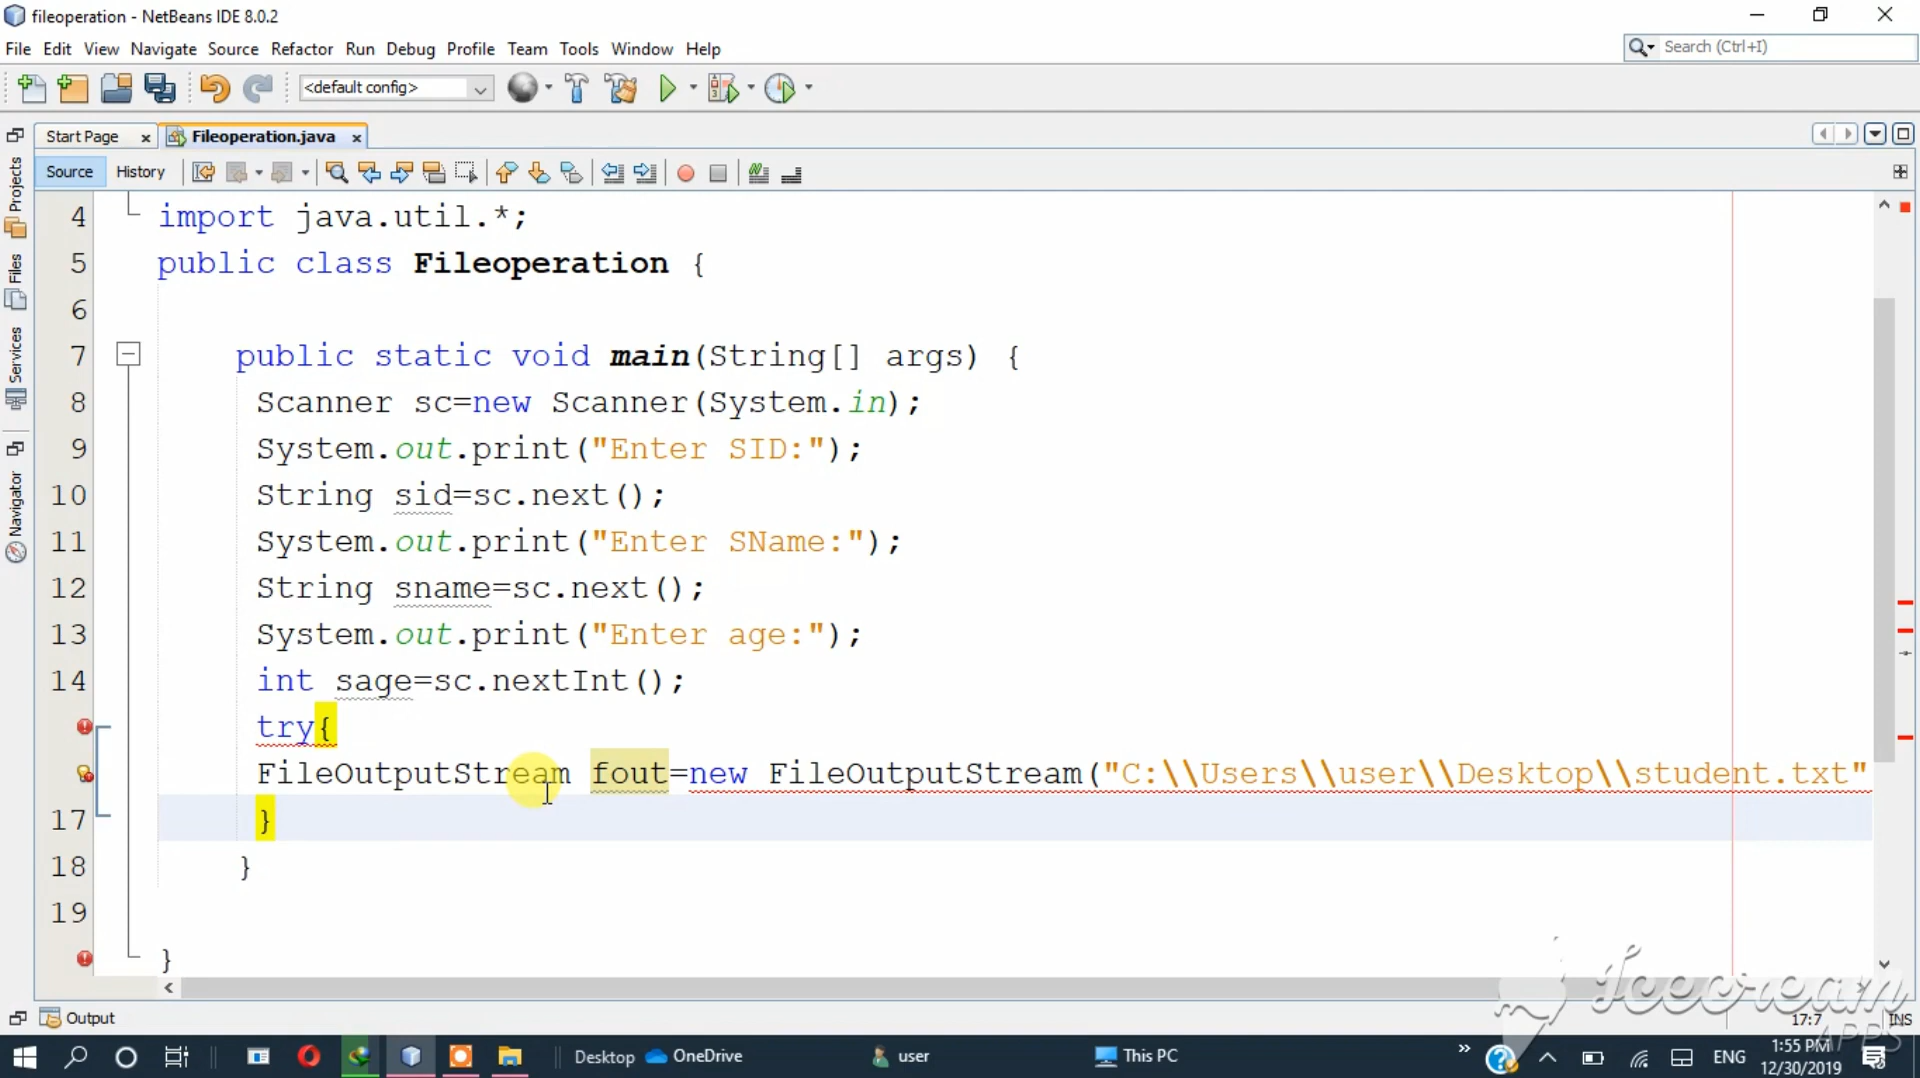 fileoperation - NetBeans IDE 8.0.2
File Edit View Navigate Source Refactor Run Debug Profile Team Tools Window Help
Search (Ctrl+I)
<default config>
Start Page
Fileoperation.java
Source History
Projects
Files
Services
Navigator
4 import java.util.*;
5 public class Fileoperation {
6
7 public static void main(String[] args) {
8 Scanner sc=new Scanner(System.in);
9 System.out.print("Enter SID:");
10 String sid=sc.next();
11 System.out.print("Enter SName:");
12 String sname=sc.next();
13 System.out.print("Enter age:");
14 int sage=sc.nextInt();
try{
FileOutputStream fout=new FileOutputStream("C:\\Users\\user\\Desktop\\student.txt"
17 }
18 }
19
}
Icecream
APPS
Output
17:7 INS
Desktop OneDrive user This PC ENG
1:55 PM
12/30/2019